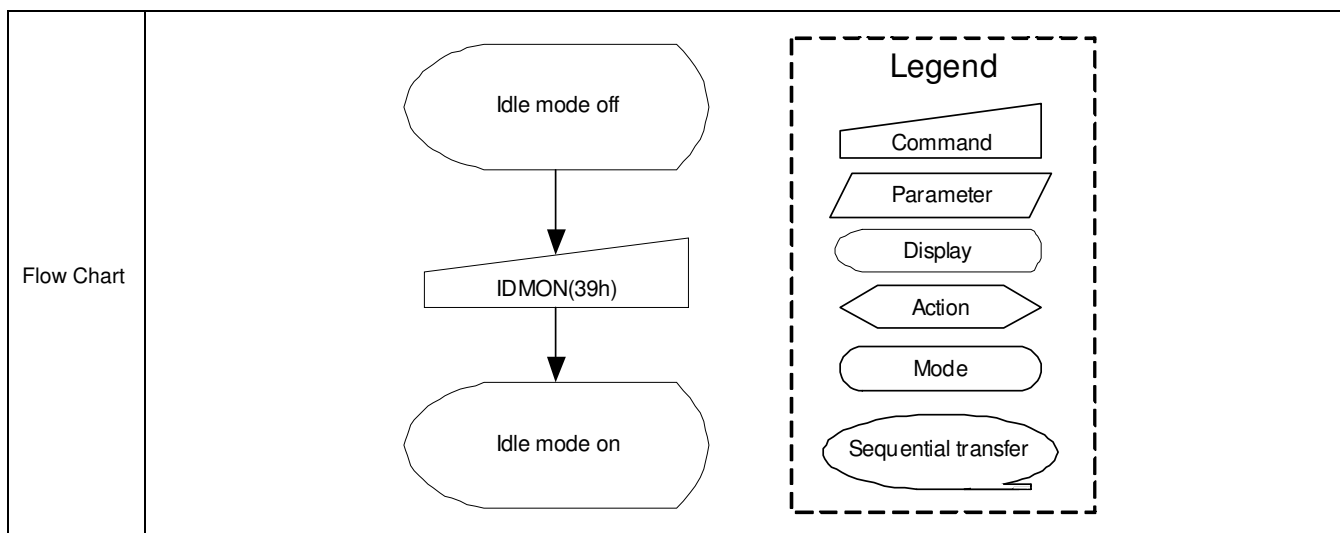 Flow Chart
Idle mode off
IDMON(39h)
Idle mode on
Legend
Command
Parameter
Display
Action
Mode
Sequential transfer